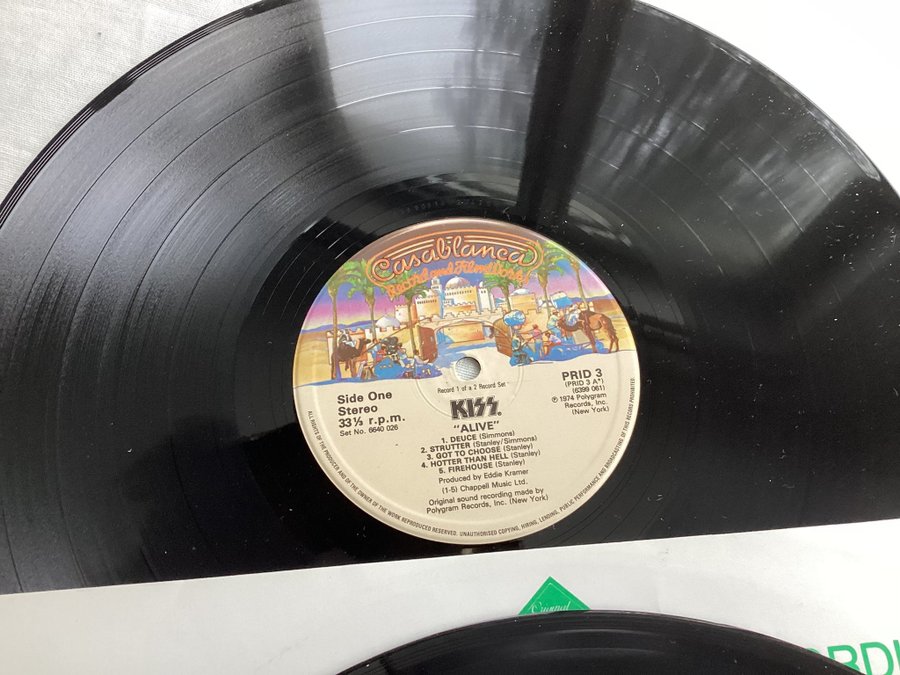 Casablanca
Record and FilmWorks
Record 1 of a 2 Record Set
Side One
Stereo
33⅓ r.p.m.
Set No. 6640 026
PRID 3
(PRID 3 A*)
(6399 061)
℗ 1974 Polygram
Records, Inc.
(New York)
KISS.
"ALIVE"
1. DEUCE (Simmons)
2. STRUTTER (Stanley/Simmons)
3. GOT TO CHOOSE (Stanley)
4. HOTTER THAN HELL (Stanley)
5. FIREHOUSE (Stanley)
Produced by Eddie Kramer
(1-5) Chappell Music Ltd.
Original sound recording made by
Polygram Records, Inc. (New York)
ALL RIGHTS OF THE PRODUCER AND OF THE OWNER OF THE WORK REPRODUCED RESERVED. UNAUTHORISED COPYING, HIRING, LENDING, PUBLIC PERFORMANCE AND BROADCASTING OF THIS RECORD PROHIBITED